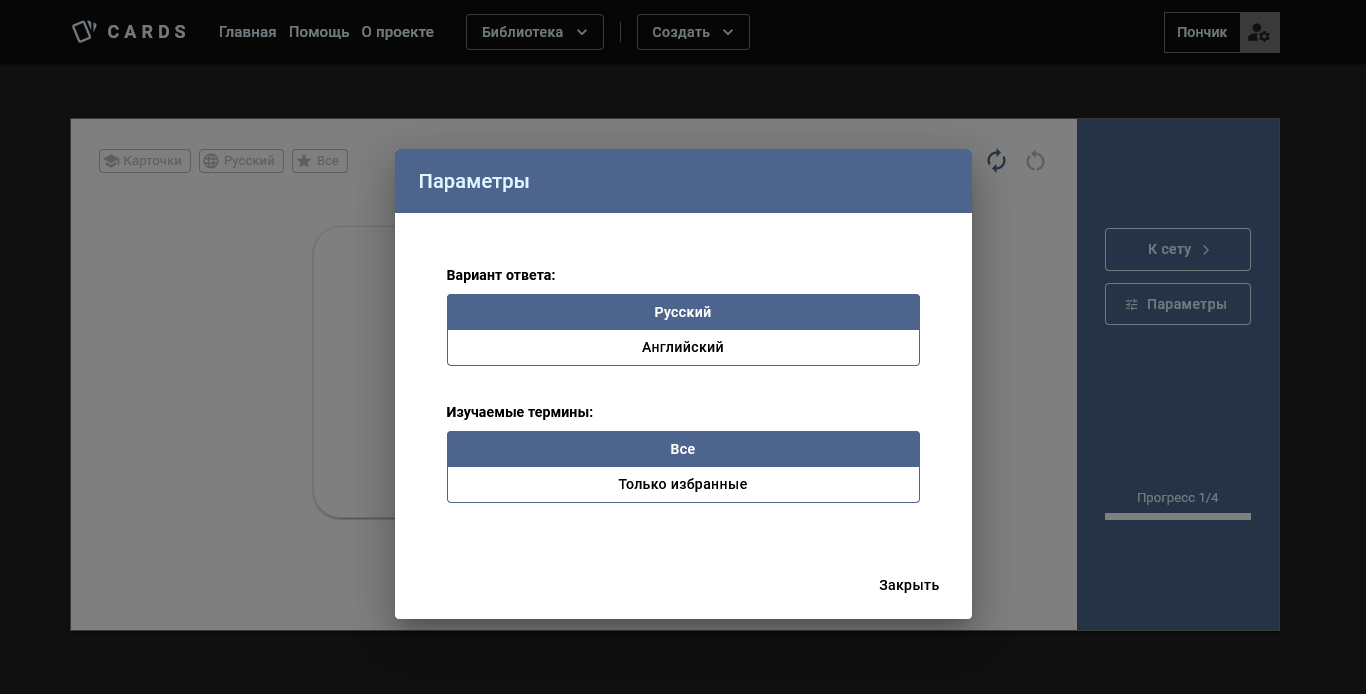 CARDS Главная Помощь О проекте Библиотека Создать Пончик
Карточки Русский Все
Параметры
К сету
Параметры
Вариант ответа:
Русский
Английский
Изучаемые термины:
Все
Только избранные
Прогресс 1/4
Закрыть